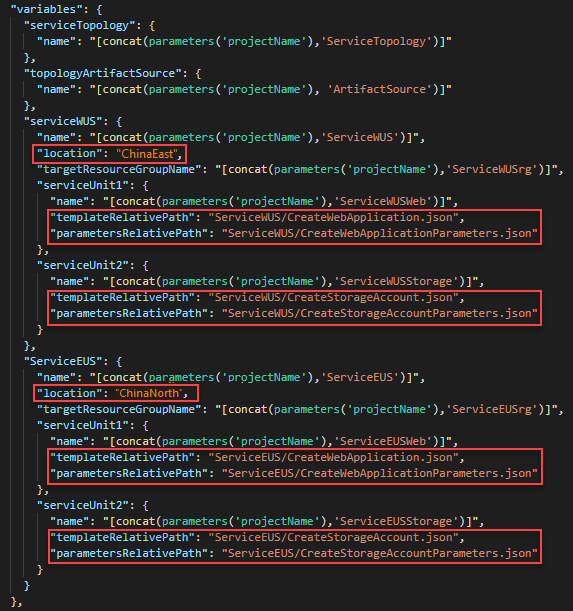 "variables": {
"serviceTopology": {
"name": "[concat(parameters('projectName'),'ServiceTopology')]"
},
"topologyArtifactSource": {
"name": "[concat(parameters('projectName'), 'ArtifactSource')]"
},
"serviceWUS": {
"name": "[concat(parameters('projectName'),'ServiceWUS')]",
"location": "ChinaEast",
"targetResourceGroupName": "[concat(parameters('projectName'),'ServiceWUSrg')]",
"serviceUnit1": {
"name": "[concat(parameters('projectName'),'ServiceWUSWeb')]",
"templateRelativePath": "ServiceWUS/CreateWebApplication.json",
"parametersRelativePath": "ServiceWUS/CreateWebApplicationParameters.json"
},
"serviceUnit2": {
"name": "[concat(parameters('projectName'),'ServiceWUSStorage')]",
"templateRelativePath": "ServiceWUS/CreateStorageAccount.json",
"parametersRelativePath": "ServiceWUS/CreateStorageAccountParameters.json"
}
},
"ServiceEUS": {
"name": "[concat(parameters('projectName'),'ServiceEUS')]",
"location": "ChinaNorth",
"targetResourceGroupName": "[concat(parameters('projectName'),'ServiceEUSrg')]",
"serviceUnit1": {
"name": "[concat(parameters('projectName'),'ServiceEUSWeb')]",
"templateRelativePath": "ServiceEUS/CreateWebApplication.json",
"parametersRelativePath": "ServiceEUS/CreateWebApplicationParameters.json"
},
"serviceUnit2": {
"name": "[concat(parameters('projectName'),'ServiceEUSStorage')]",
"templateRelativePath": "ServiceEUS/CreateStorageAccount.json",
"parametersRelativePath": "ServiceEUS/CreateStorageAccountParameters.json"
}
}
},